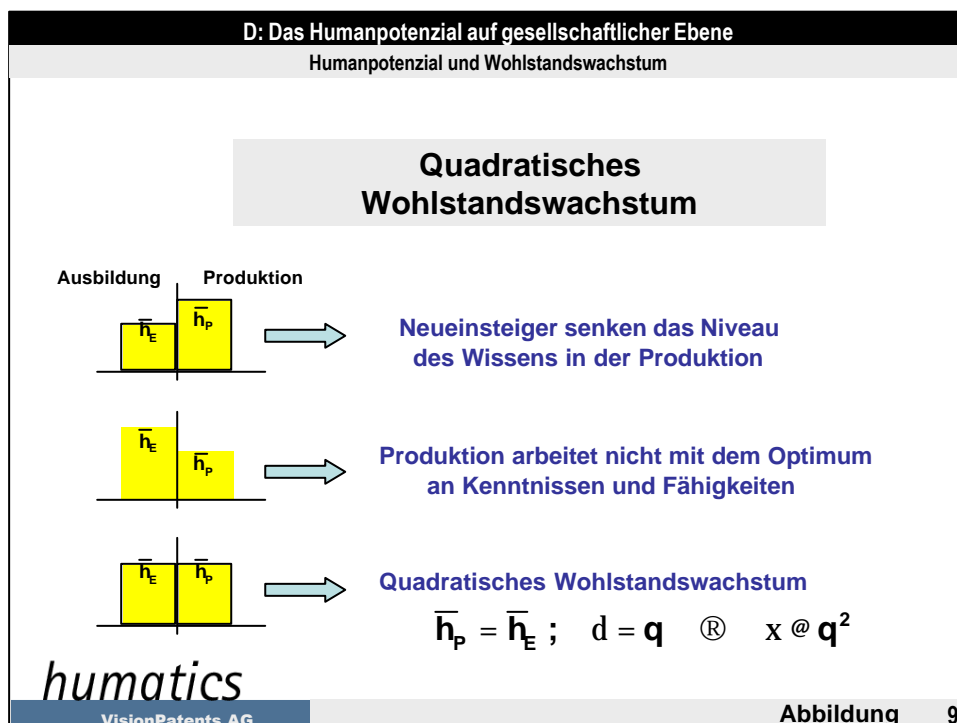 D: Das Humanpotenzial auf gesellschaftlicher Ebene
Humanpotenzial und Wohlstandswachstum
Quadratisches
Wohlstandswachstum
Ausbildung Produktion
h̅E h̅P
Neueinsteiger senken das Niveau
des Wissens in der Produktion
h̅E h̅P
Produktion arbeitet nicht mit dem Optimum
an Kenntnissen und Fähigkeiten
h̅E h̅P
Quadratisches Wohlstandswachstum
h̅P = h̅E ; d = q ® x @ q²
humatics
VisionPatents AG
Abbildung 9